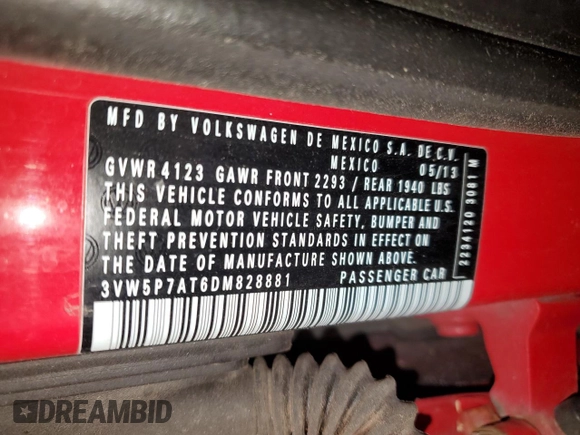 MFD BY VOLKSWAGEN DE MEXICO S.A. DE C.V.
MEXICO 05/13
GVWR 4123 GAWR FRONT 2293 / REAR 1940 LBS
THIS VEHICLE CONFORMS TO ALL APPLICABLE U.S.
FEDERAL MOTOR VEHICLE SAFETY, BUMPER AND
THEFT PREVENTION STANDARDS IN EFFECT ON
THE DATE OF MANUFACTURE SHOWN ABOVE.
3VW5P7AT6DM828881 PASSENGER CAR
2234120 3081 M
DREAMBID